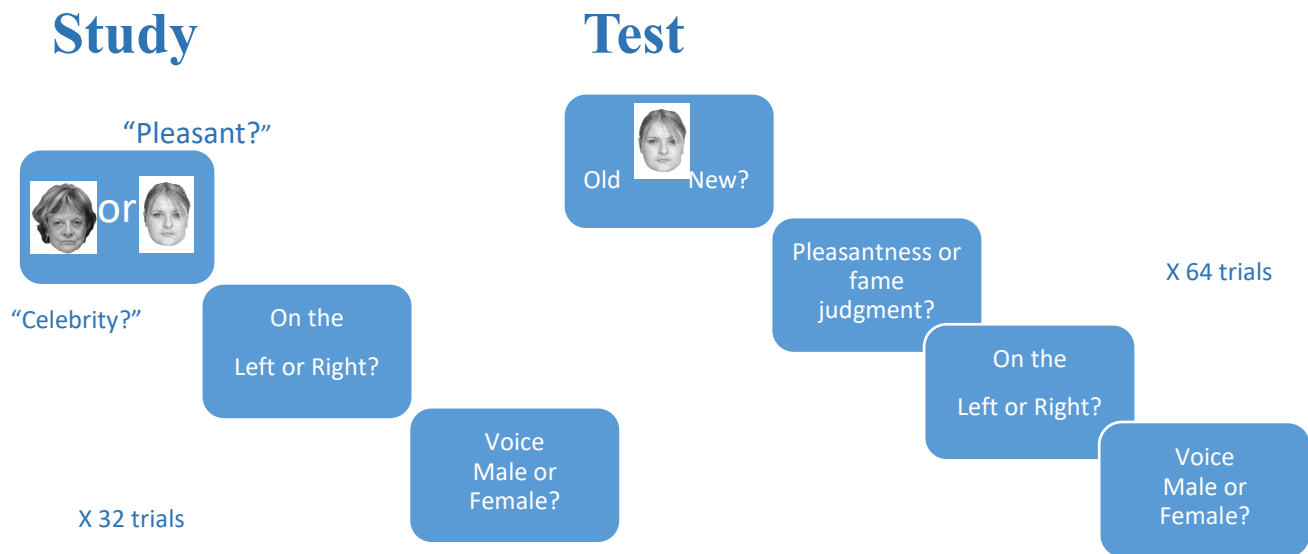 Study
“Pleasant?”
or
“Celebrity?”
On the
Left or Right?
Voice
Male or
Female?
X 32 trials
Test
Old New?
Pleasantness or
fame
judgment?
X 64 trials
On the
Left or Right?
Voice
Male or
Female?